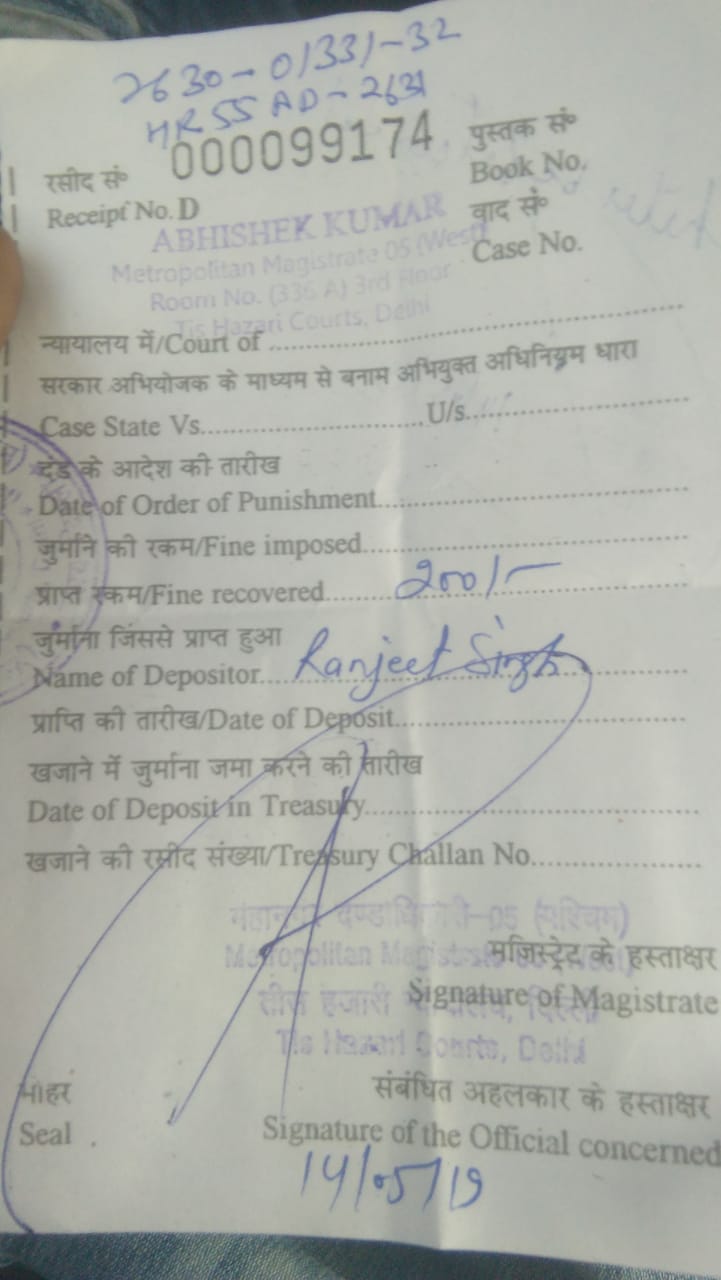 2630-01331-32
HR 55 AD-2631
रसीद सं० 000099174 पुस्तक सं०
Receipt No. D Book No.
ABHISHEK KUMAR वाद सं०
Metropolitan Magistrate 05 (West) Case No.
Room No. (336 A) 3rd Floor
Tis Hazari Courts, Delhi
न्यायालय में/Court of
सरकार अभियोजक के माध्यम से बनाम अभियुक्त अधिनियम धारा
Case State Vs. U/s.
दंड के आदेश की तारीख
Date of Order of Punishment
जुर्माने की रकम/Fine imposed
प्राप्त रकम/Fine recovered 200/-
जुर्माना जिससे प्राप्त हुआ
Name of Depositor Ranjeet Singh
प्राप्ति की तारीख/Date of Deposit
खजाने में जुर्माना जमा करने की तारीख
Date of Deposit in Treasury
खजाने की रसीद संख्या/Treasury Challan No.
महानगर दण्डाधिकारी-05 (पश्चिम)
Metropolitan Magistrate मजिस्ट्रेट के हस्ताक्षर
तीस हजारी Signature of Magistrate
Tis Hazari Courts, Delhi
मोहर संबंधित अहलकार के हस्ताक्षर
Seal Signature of the Official concerned
14/05/19